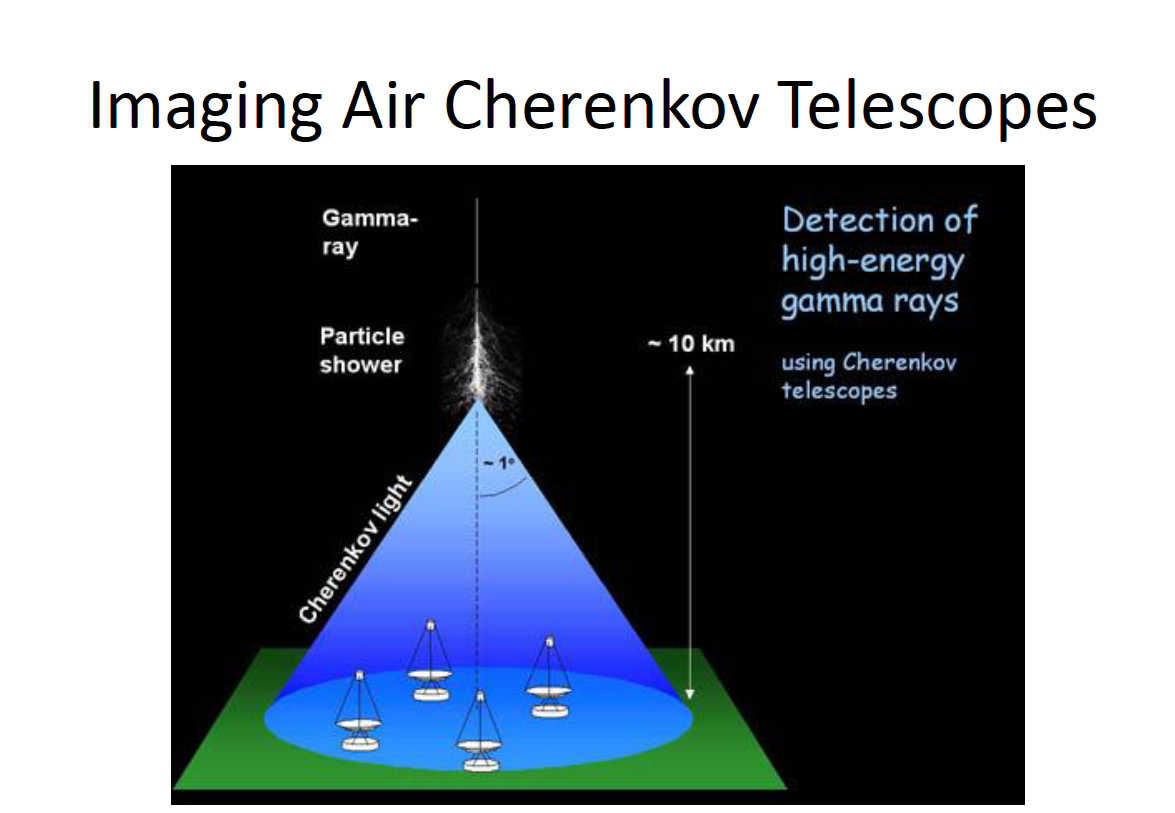 Imaging Air Cherenkov Telescopes
Gamma-
ray
Particle
shower
~ 10 km
Detection of
high-energy
gamma rays
using Cherenkov
telescopes
~ 1°
Cherenkov light